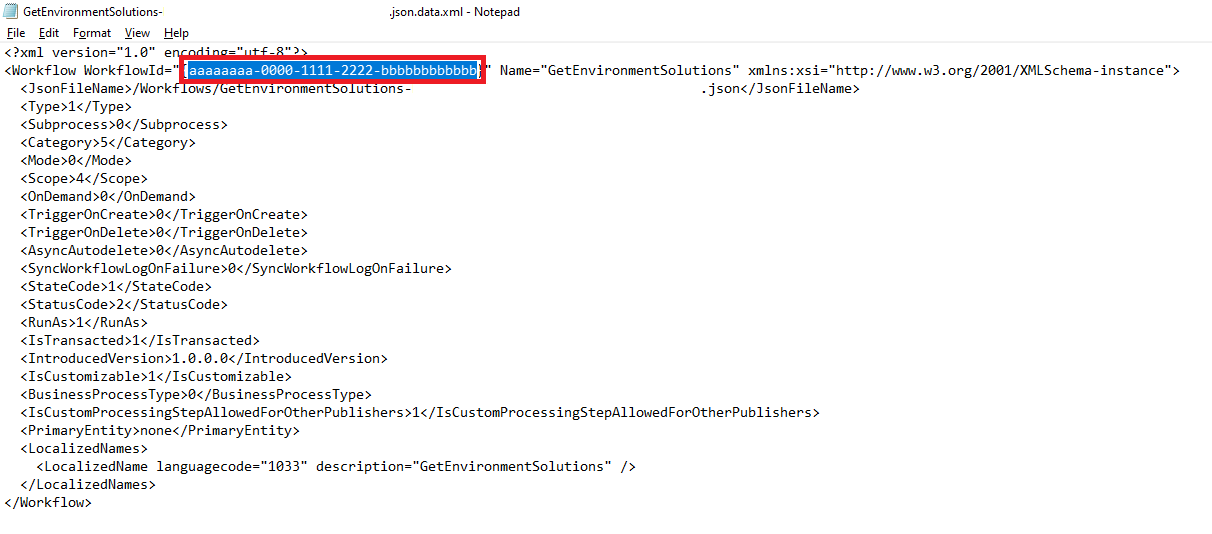 GetEnvironmentSolutions- .json.data.xml - Notepad
File Edit Format View Help
<?xml version="1.0" encoding="utf-8"?>
<Workflow WorkflowId="{aaaaaaaa-0000-1111-2222-bbbbbbbbbbbb}" Name="GetEnvironmentSolutions" xmlns:xsi="http://www.w3.org/2001/XMLSchema-instance">
  <JsonFileName>/Workflows/GetEnvironmentSolutions- .json</JsonFileName>
  <Type>1</Type>
  <Subprocess>0</Subprocess>
  <Category>5</Category>
  <Mode>0</Mode>
  <Scope>4</Scope>
  <OnDemand>0</OnDemand>
  <TriggerOnCreate>0</TriggerOnCreate>
  <TriggerOnDelete>0</TriggerOnDelete>
  <AsyncAutodelete>0</AsyncAutodelete>
  <SyncWorkflowLogOnFailure>0</SyncWorkflowLogOnFailure>
  <StateCode>1</StateCode>
  <StatusCode>2</StatusCode>
  <RunAs>1</RunAs>
  <IsTransacted>1</IsTransacted>
  <IntroducedVersion>1.0.0.0</IntroducedVersion>
  <IsCustomizable>1</IsCustomizable>
  <BusinessProcessType>0</BusinessProcessType>
  <IsCustomProcessingStepAllowedForOtherPublishers>1</IsCustomProcessingStepAllowedForOtherPublishers>
  <PrimaryEntity>none</PrimaryEntity>
  <LocalizedNames>
    <LocalizedName languagecode="1033" description="GetEnvironmentSolutions" />
  </LocalizedNames>
</Workflow>